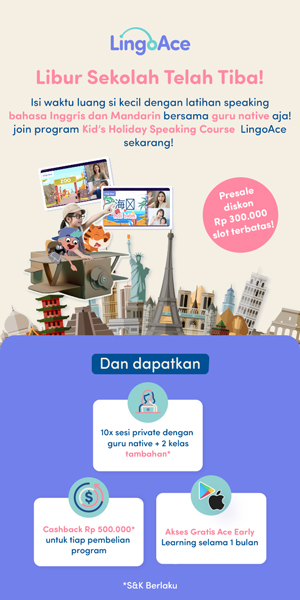 LingoAce
Libur Sekolah Telah Tiba!
Isi waktu luang si kecil dengan latihan speaking
bahasa Inggris dan Mandarin bersama guru native aja!
join program Kid's Holiday Speaking Course LingoAce
sekarang!
Presale
diskon
Rp 300.000
slot terbatas!
Dan dapatkan
10x sesi private dengan
guru native + 2 kelas
tambahan*
Cashback Rp 500.000*
untuk tiap pembelian
program
Akses Gratis Ace Early
Learning selama 1 bulan
*S&K Berlaku